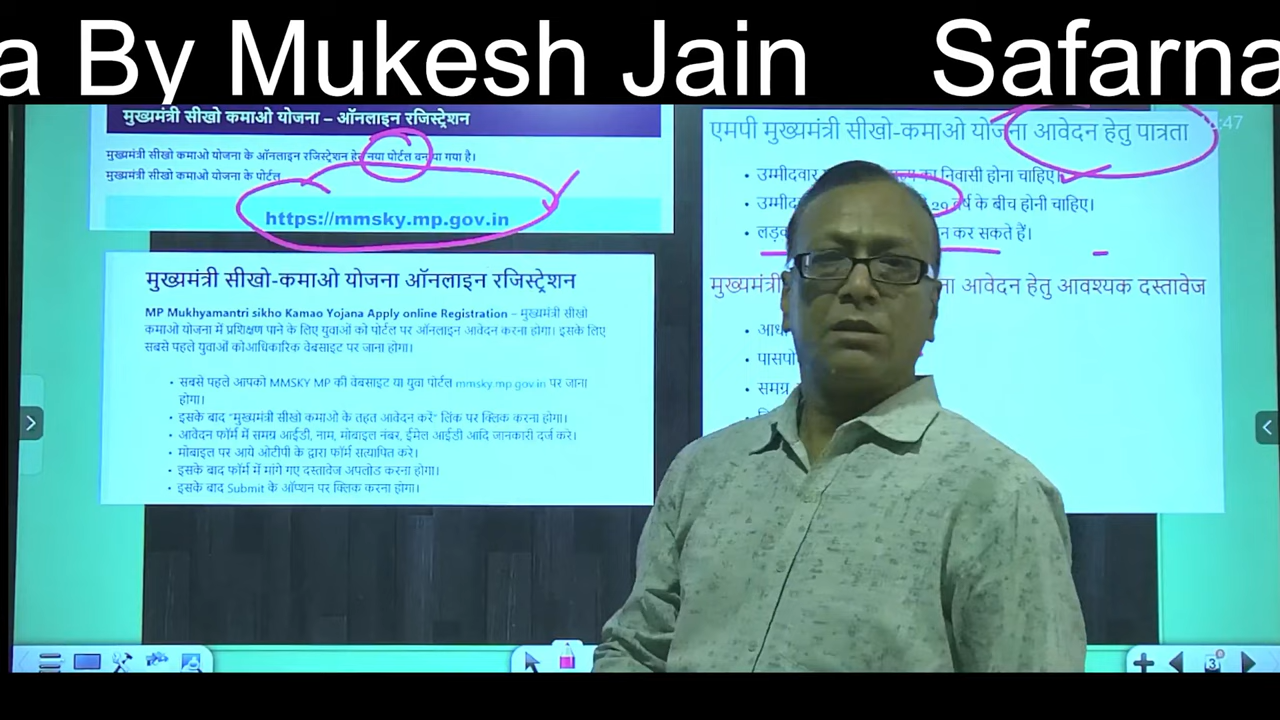 a By Mukesh Jain Safarna
मुख्यमंत्री सीखो कमाओ योजना – ऑनलाइन रजिस्ट्रेशन
मुख्यमंत्री सीखो कमाओ योजना के ऑनलाइन रजिस्ट्रेशन हेतु नया पोर्टल बनाया गया है।
मुख्यमंत्री सीखो कमाओ योजना के पोर्टल
https://mmsky.mp.gov.in
मुख्यमंत्री सीखो-कमाओ योजना ऑनलाइन रजिस्ट्रेशन
MP Mukhyamantri sikho Kamao Yojana Apply online Registration – मुख्यमंत्री सीखो
कमाओ योजना में प्रशिक्षण पाने के लिए युवाओं को पोर्टल पर ऑनलाइन आवेदन करना होगा। इसके लिए
सबसे पहले युवाओं कोआधिकारिक वेबसाइट पर जाना होगा।
• सबसे पहले आपको MMSKY MP की वेबसाइट या युवा पोर्टल mmsky.mp.gov.in पर जाना
होगा।
• इसके बाद "मुख्यमंत्री सीखो कमाओ के तहत आवेदन करें" लिंक पर क्लिक करना होगा।
• आवेदन फॉर्म में समग्र आईडी, नाम, मोबाइल नंबर, ईमेल आईडी आदि जानकारी दर्ज करे।
• मोबाइल पर आये ओटीपी के द्वारा फॉर्म सत्यापित करे।
• इसके बाद फॉर्म में मांगे गए दस्तावेज अपलोड करना होगा।
• इसके बाद Submit के ऑप्शन पर क्लिक करना होगा।
एमपी मुख्यमंत्री सीखो-कमाओ योजना आवेदन हेतु पात्रता
:47
• उम्मीदवार का निवासी होना चाहिए।
• 29 वर्ष के बीच होनी चाहिए।
• कर सकते हैं।
मुख्यमंत्री आवेदन हेतु आवश्यक दस्तावेज
• समग्र
3